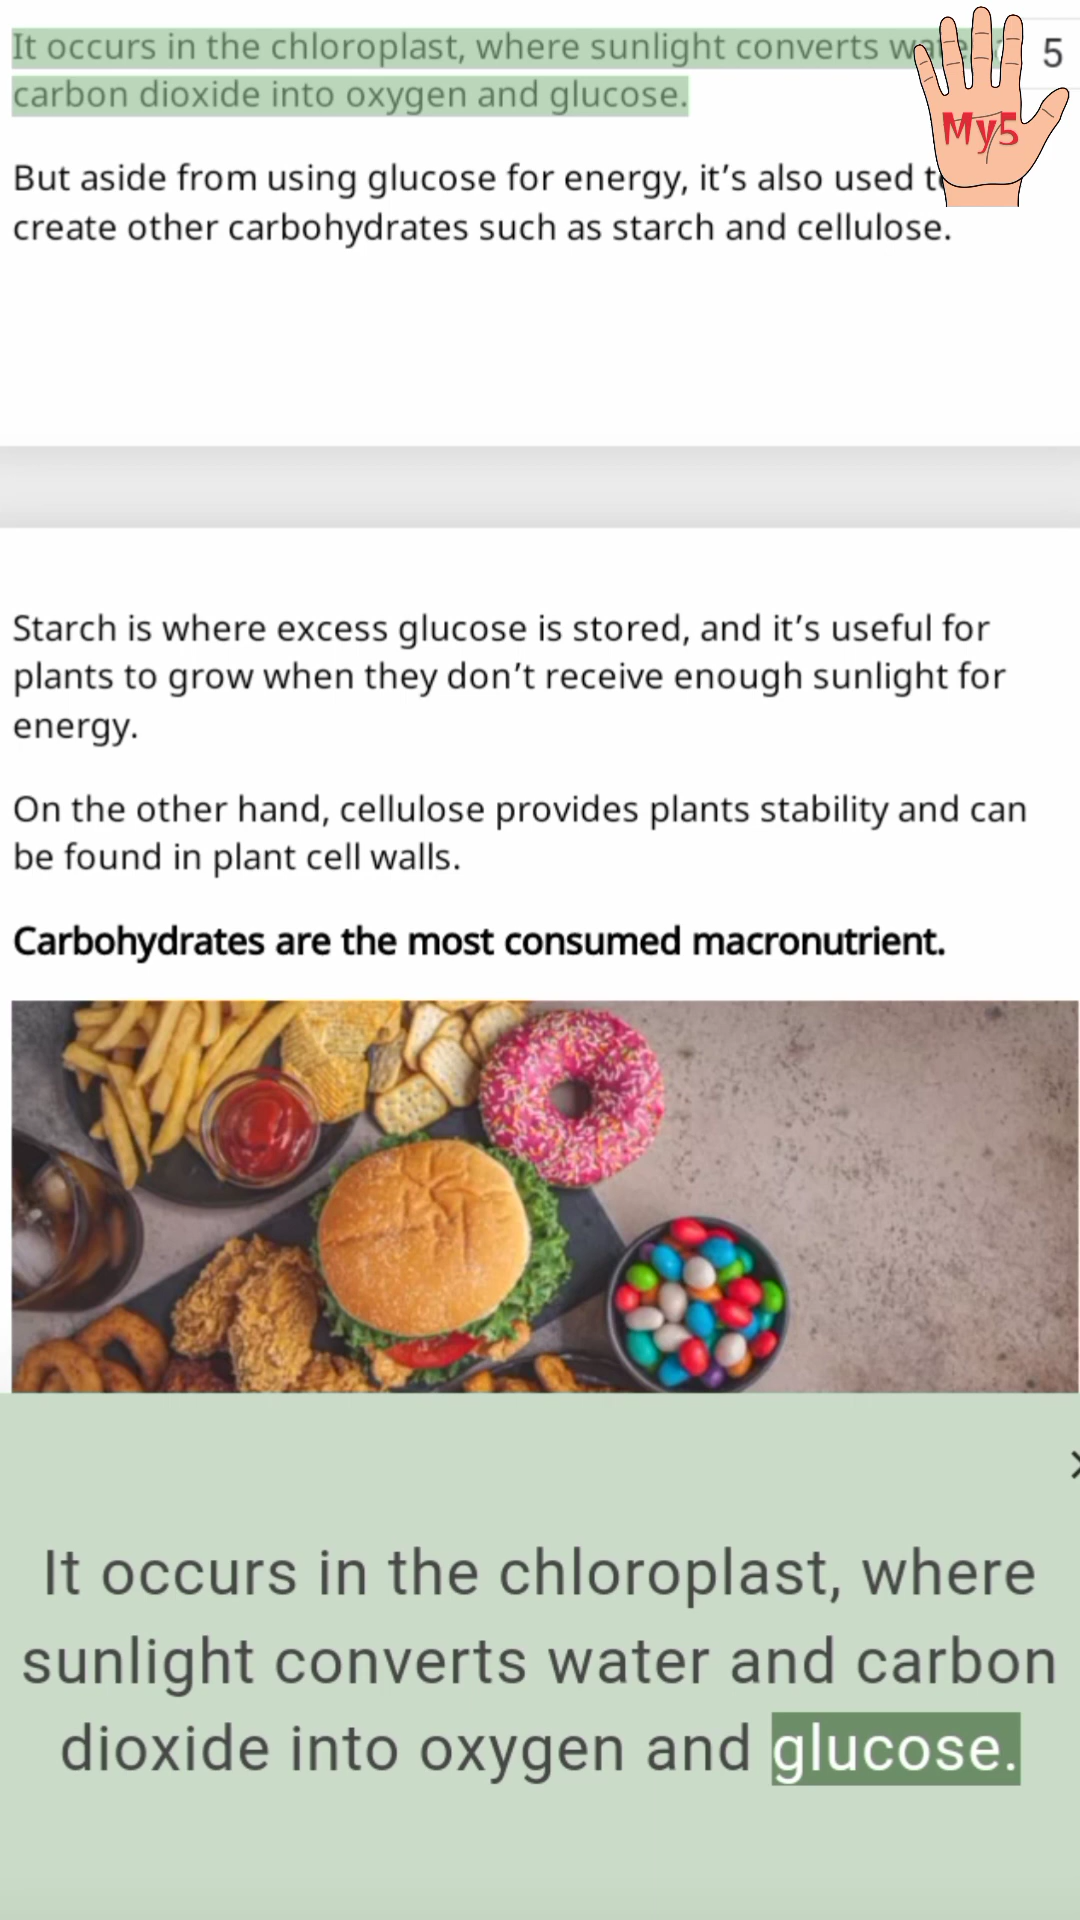 It occurs in the chloroplast, where sunlight converts
carbon dioxide into oxygen and glucose.
5
My5
But aside from using glucose for energy, it’s also used
create other carbohydrates such as starch and cellulose.
Starch is where excess glucose is stored, and it’s useful for
plants to grow when they don’t receive enough sunlight for
energy.
On the other hand, cellulose provides plants stability and can
be found in plant cell walls.
Carbohydrates are the most consumed macronutrient.
It occurs in the chloroplast, where
sunlight converts water and carbon
dioxide into oxygen and glucose.